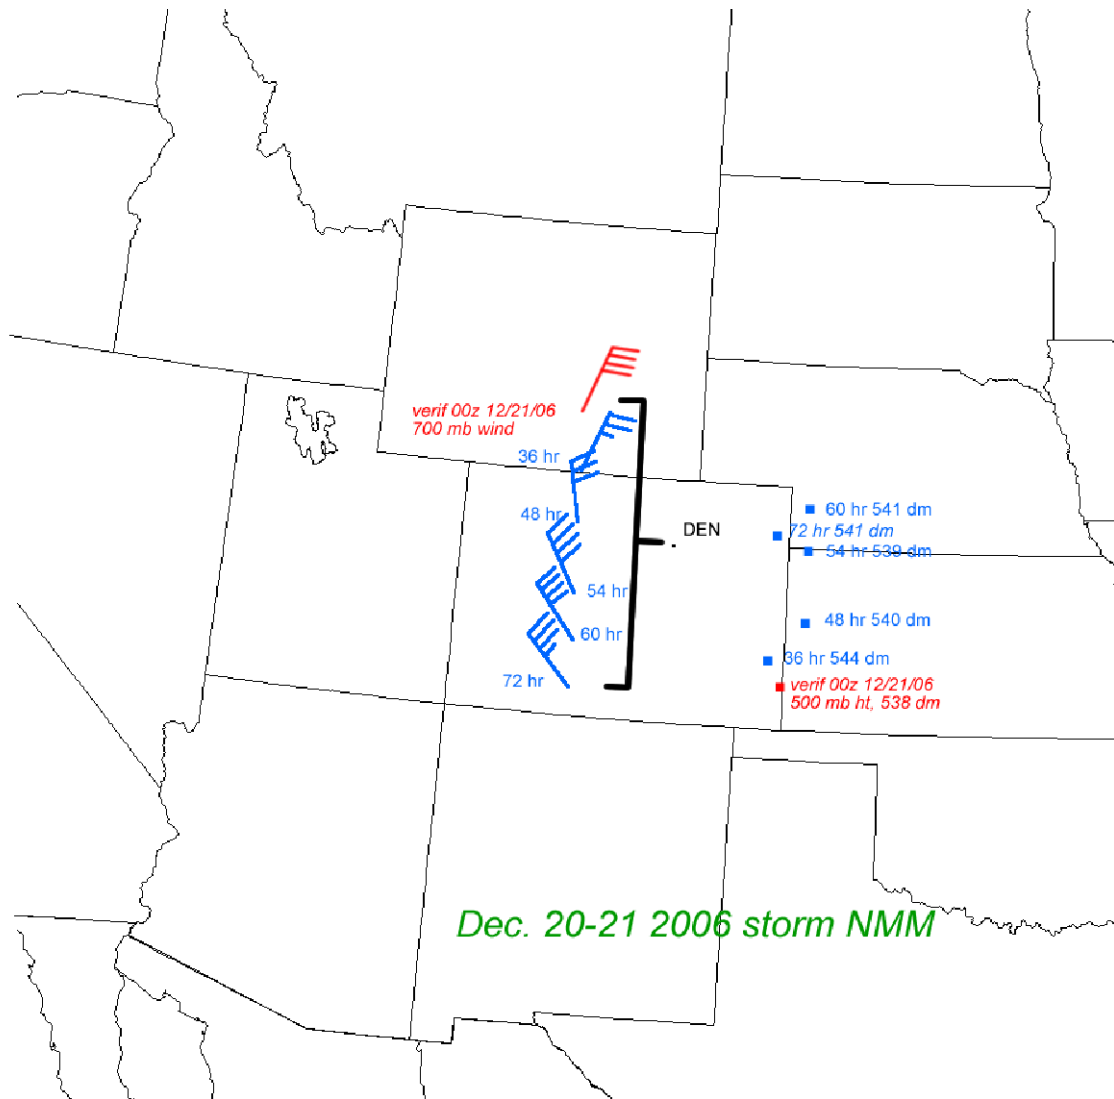 verif 00z 12/21/06
700 mb wind
36 hr
48 hr
DEN
54 hr
60 hr
72 hr
60 hr 541 dm
72 hr 541 dm
54 hr 539 dm
48 hr 540 dm
36 hr 544 dm
verif 00z 12/21/06
500 mb ht, 538 dm
Dec. 20-21 2006 storm NMM